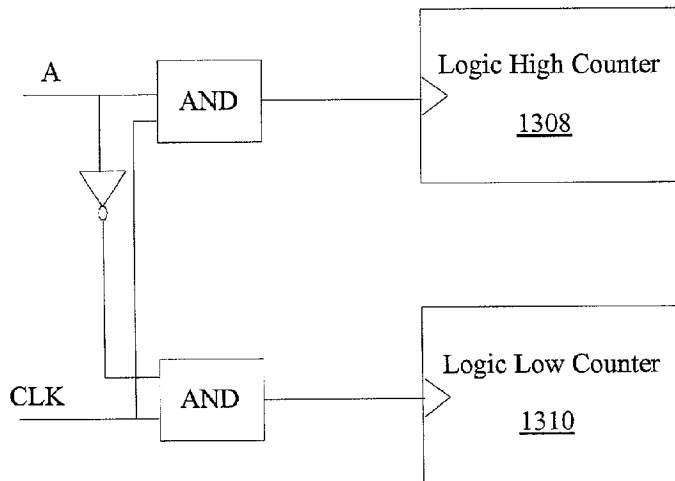 A
AND
Logic High Counter
1308
CLK
AND
Logic Low Counter
1310